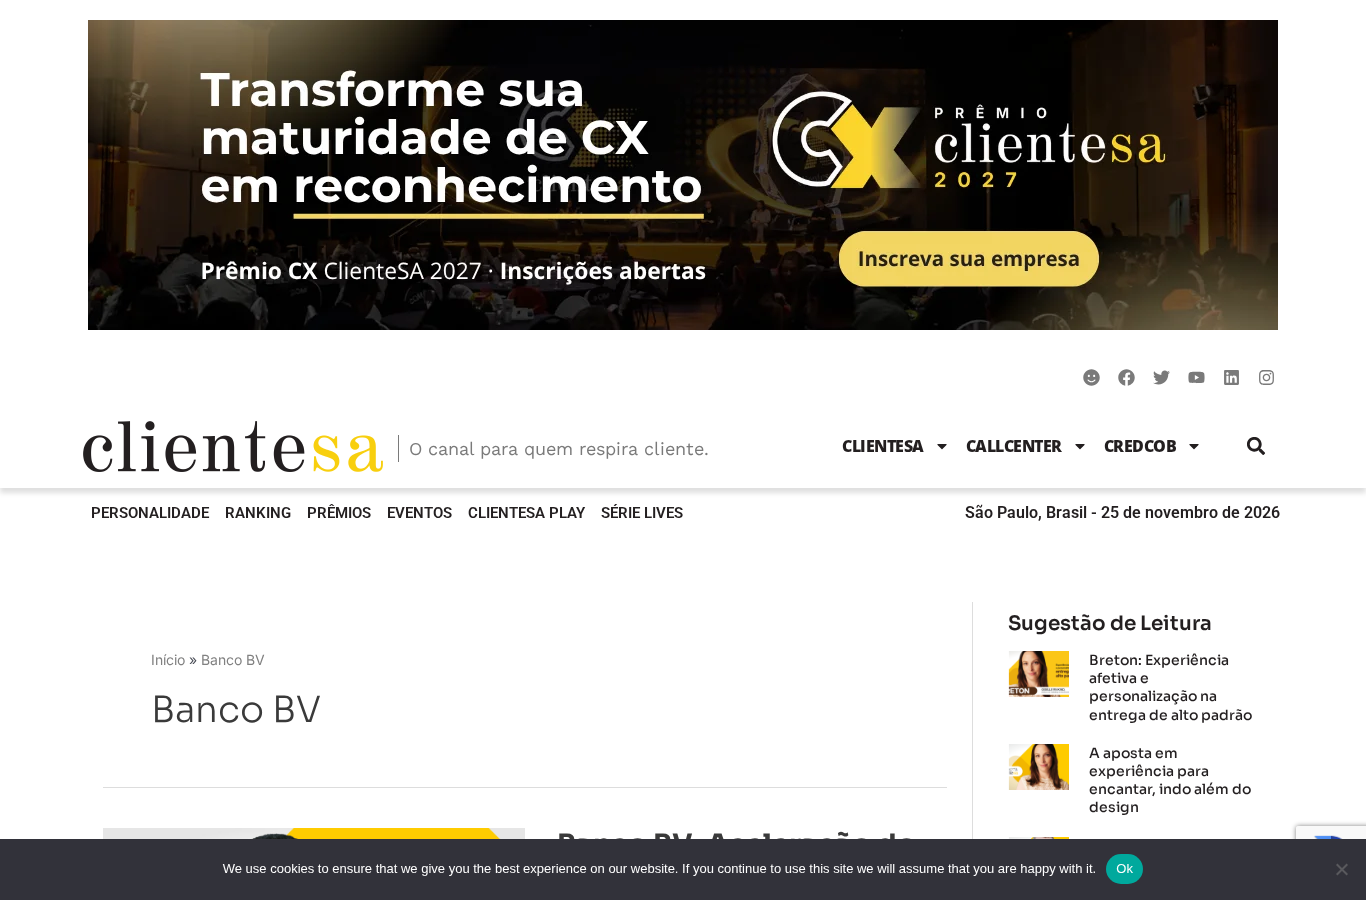 Transforme sua
maturidade de CX
em reconhecimento
Prêmio CX ClienteSA 2027 · Inscrições abertas
CX
PRÊMIO
clientesa
2027
Inscreva sua empresa
clientesa
O canal para quem respira cliente.
CLIENTESA
CALLCENTER
CREDCOB
PERSONALIDADE RANKING PRÊMIOS EVENTOS CLIENTESA PLAY SÉRIE LIVES
São Paulo, Brasil - 25 de novembro de 2026
Início » Banco BV
Banco BV
Sugestão de Leitura
Breton: Experiência
afetiva e
personalização na
entrega de alto padrão
A aposta em
experiência para
encantar, indo além do
design
Banco BV: Aceleração do
We use cookies to ensure that we give you the best experience on our website. If you continue to use this site we will assume that you are happy with it.
Ok